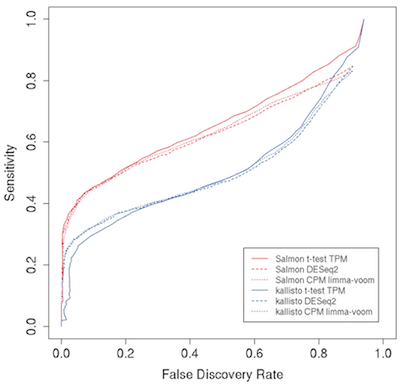 1.0
0.8
0.6
0.4
0.2
0.0
Sensitivity
Salmon t-test TPM
Salmon DESeq2
Salmon CPM limma-voom
kallisto t-test TPM
kallisto DESeq2
kallisto CPM limma-voom
0.0 0.2 0.4 0.6 0.8 1.0
False Discovery Rate